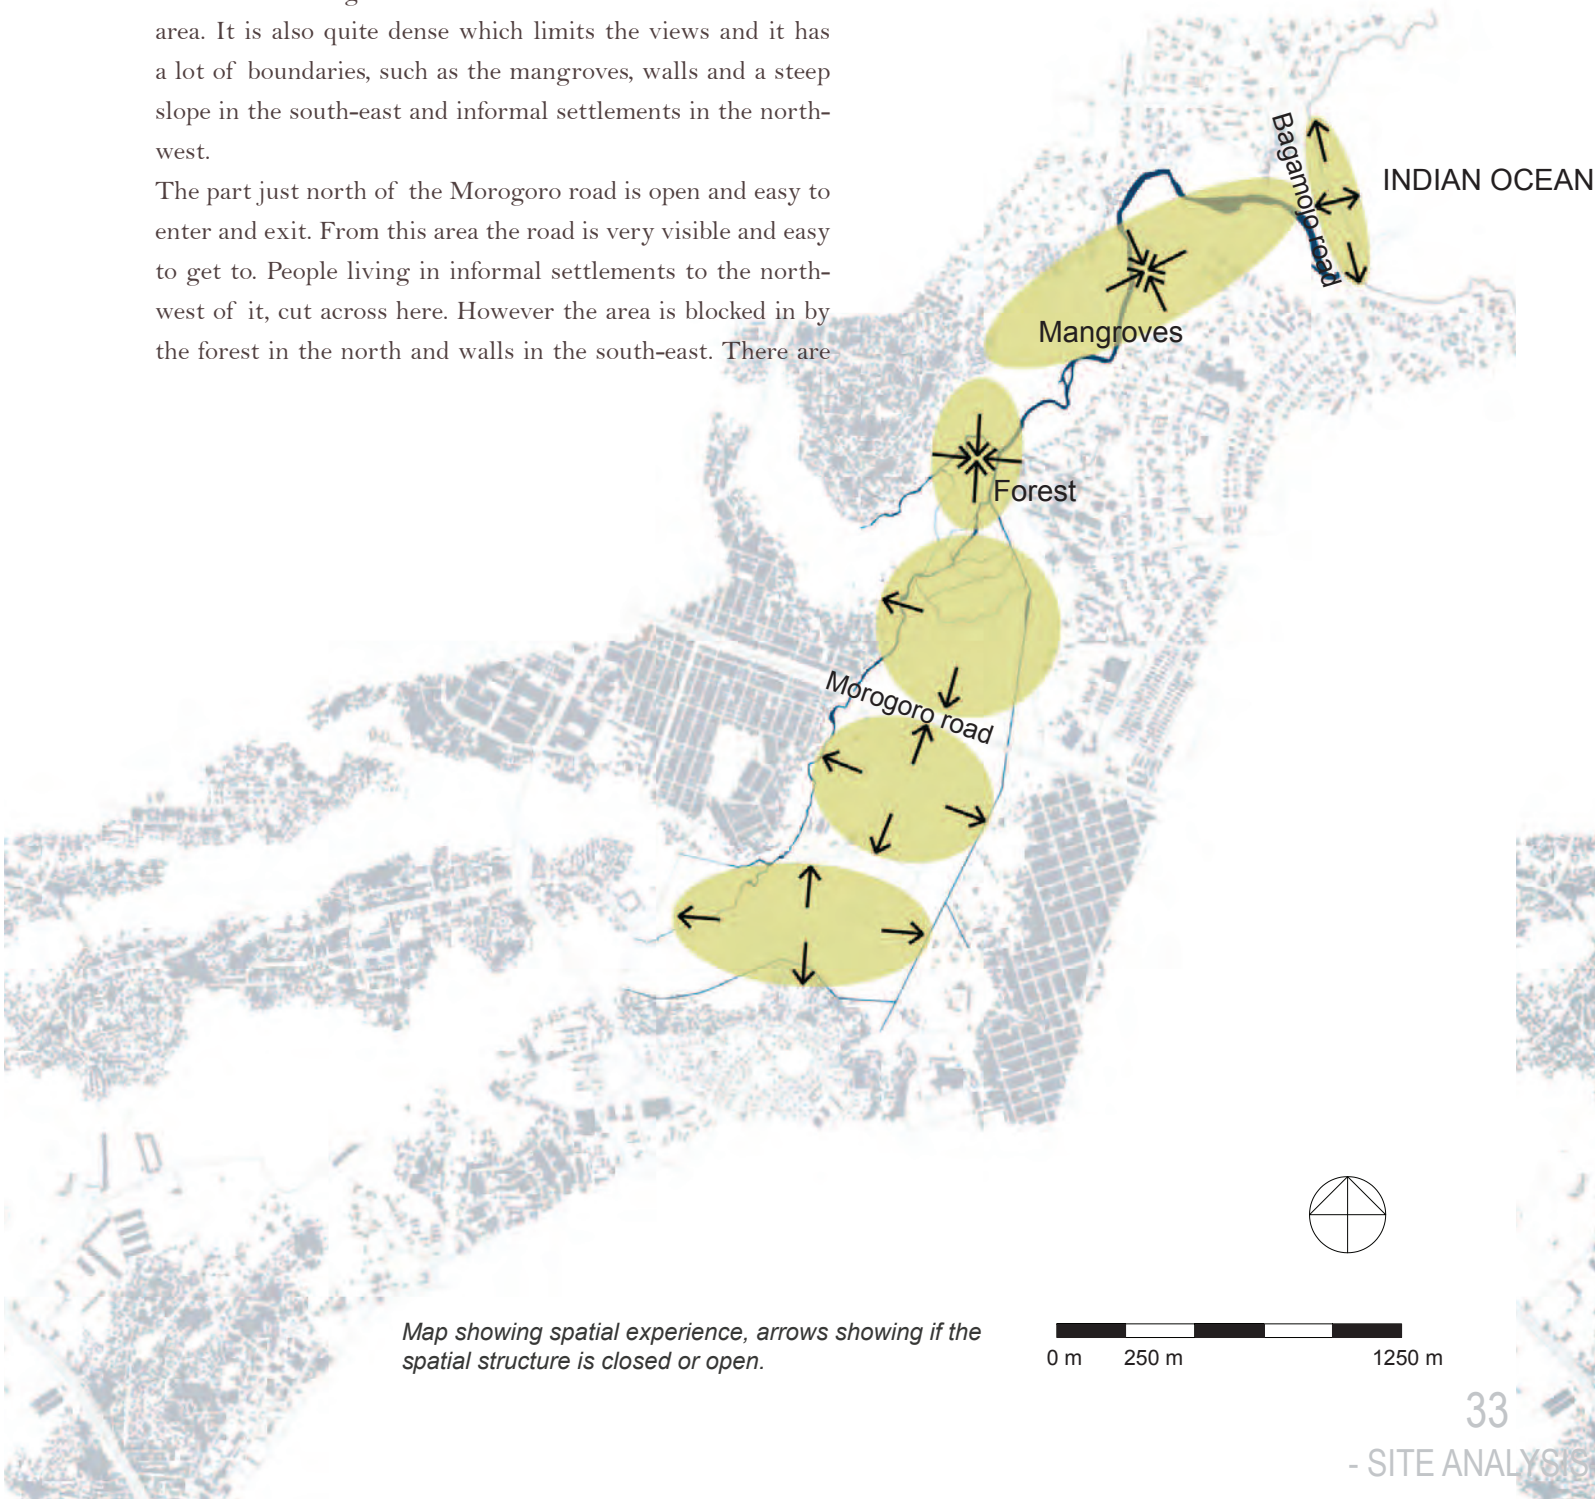 area. It is also quite dense which limits the views and it has
a lot of boundaries, such as the mangroves, walls and a steep
slope in the south-east and informal settlements in the north-
west.
The part just north of the Morogoro road is open and easy to
enter and exit. From this area the road is very visible and easy
to get to. People living in informal settlements to the north-
west of it, cut across here. However the area is blocked in by
the forest in the north and walls in the south-east. There are
Bagamojo road
INDIAN OCEAN
Mangroves
Forest
Morogoro road
Map showing spatial experience, arrows showing if the
spatial structure is closed or open.
0 m 250 m 1250 m
33
- SITE ANALYSIS